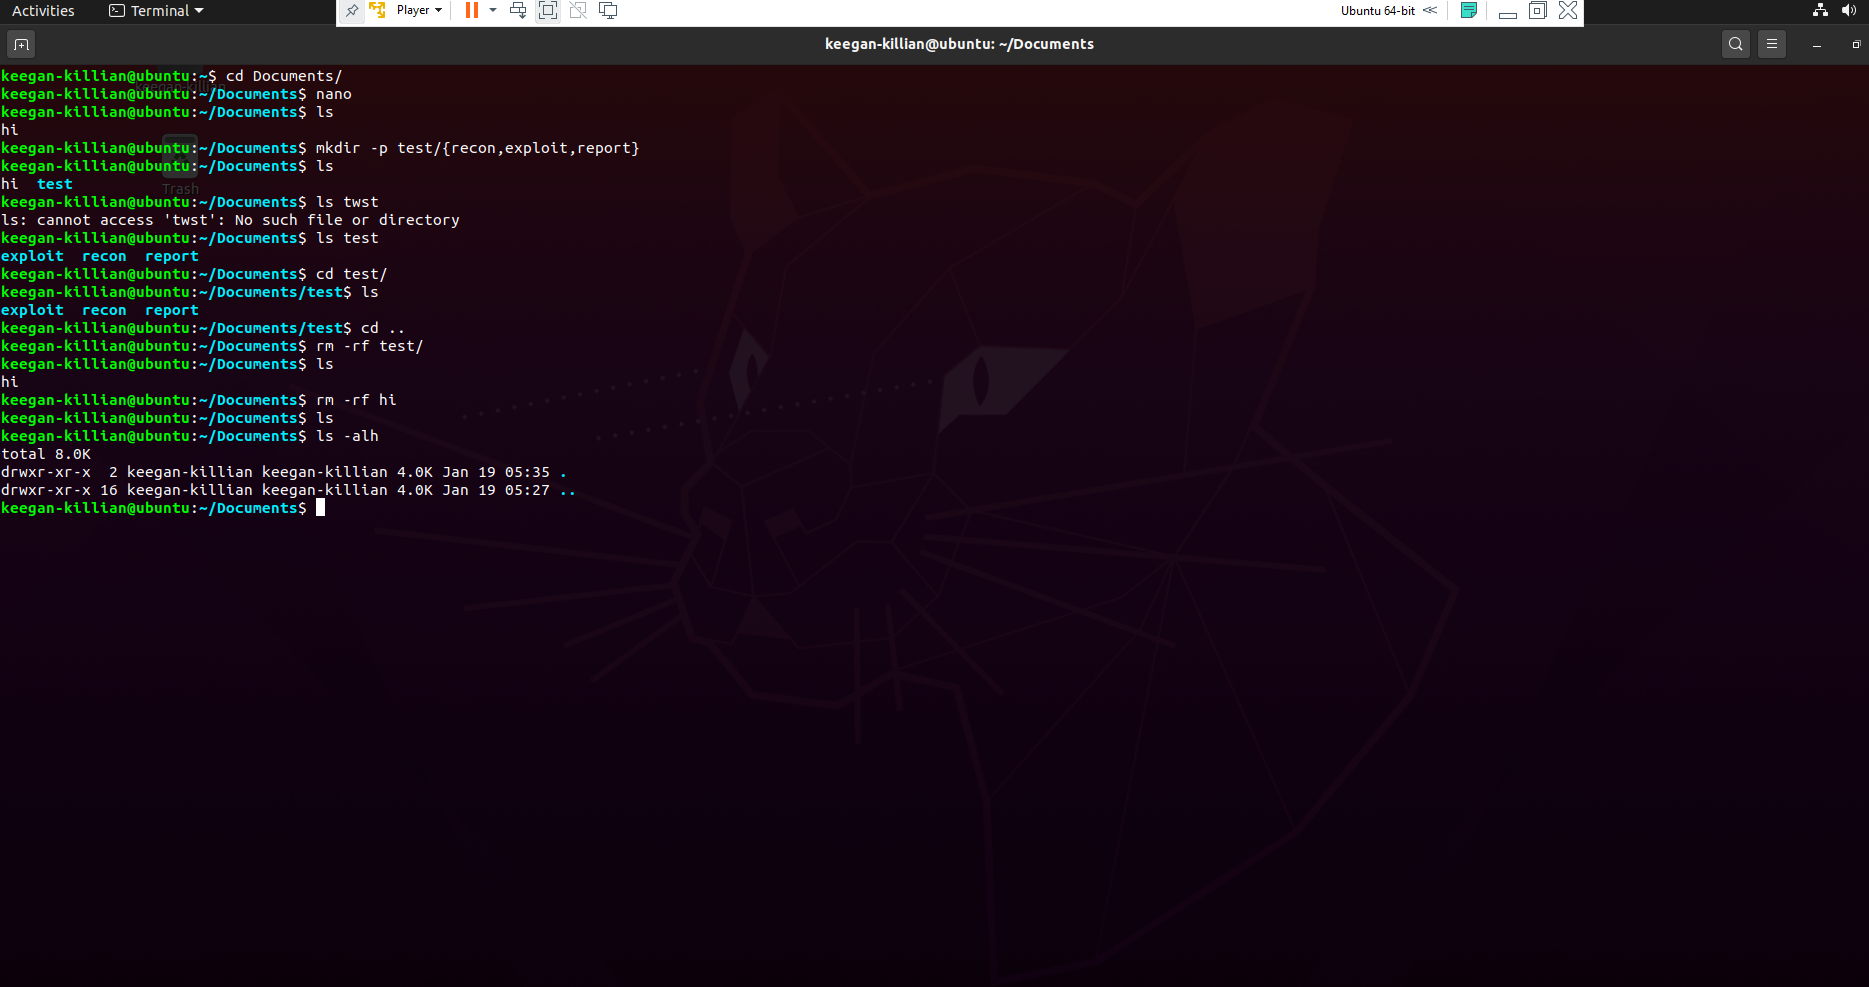 Activities Terminal Player Ubuntu 64-bit
keegan-killian@ubuntu: ~/Documents
keegan-killian@ubuntu:~$ cd Documents/
keegan-killian
keegan-killian@ubuntu:~/Documents$ nano
keegan-killian@ubuntu:~/Documents$ ls
hi
keegan-killian@ubuntu:~/Documents$ mkdir -p test/{recon,exploit,report}
keegan-killian@ubuntu:~/Documents$ ls
hi  test
Trash
keegan-killian@ubuntu:~/Documents$ ls twst
ls: cannot access 'twst': No such file or directory
keegan-killian@ubuntu:~/Documents$ ls test
exploit  recon  report
keegan-killian@ubuntu:~/Documents$ cd test/
keegan-killian@ubuntu:~/Documents/test$ ls
exploit  recon  report
keegan-killian@ubuntu:~/Documents/test$ cd ..
keegan-killian@ubuntu:~/Documents$ rm -rf test/
keegan-killian@ubuntu:~/Documents$ ls
hi
keegan-killian@ubuntu:~/Documents$ rm -rf hi
keegan-killian@ubuntu:~/Documents$ ls
keegan-killian@ubuntu:~/Documents$ ls -alh
total 8.0K
drwxr-xr-x  2 keegan-killian keegan-killian 4.0K Jan 19 05:35 .
drwxr-xr-x 16 keegan-killian keegan-killian 4.0K Jan 19 05:27 ..
keegan-killian@ubuntu:~/Documents$